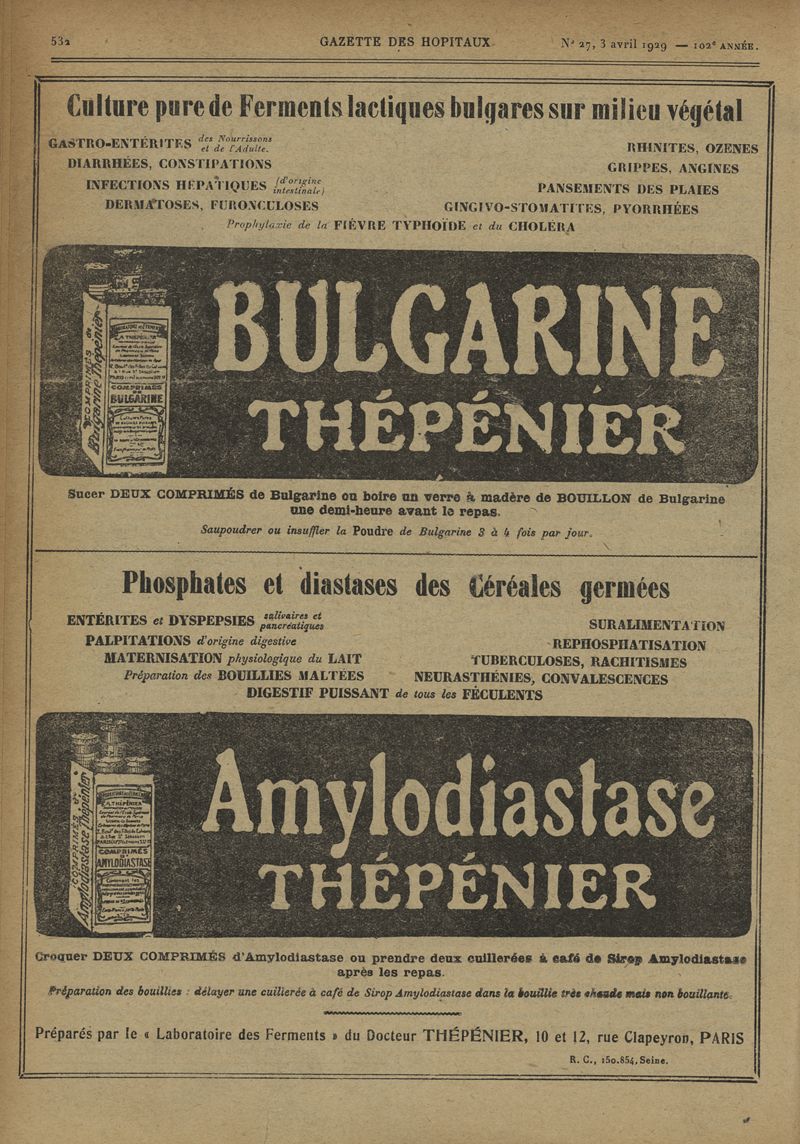 532
GAZETTE DES HOPITAUX
Nº 27, 3 avril 1929 — 102e ANNÉE.
Culture pure de Ferments lactiques bulgares sur milieu végétal
GASTRO-ENTÉRITES des Nourrissons et de l'Adulte.
DIARRHÉES, CONSTIPATIONS
INFECTIONS HÉPATIQUES (d'origine intestinale)
DERMATOSES, FURONCULOSES
RHINITES, OZENES
GRIPPES, ANGINES
PANSEMENTS DES PLAIES
GINGIVO-STOMATITES, PYORRHÉES
Prophylaxie de la FIÈVRE TYPHOÏDE et du CHOLÉRA
COMPRIMÉS de
Bulgarine Thépénier
COMPRIMÉS
BULGARINE
BULGARINE
THÉPÉNIER
Sucer DEUX COMPRIMÉS de Bulgarine ou boire un verre à madère de BOUILLON de Bulgarine
une demi-heure avant le repas.
Saupoudrer ou insuffler la Poudre de Bulgarine 3 à 4 fois par jour.
Phosphates et diastases des Céréales germées
ENTÉRITES et DYSPEPSIES salivaires et pancréatiques
PALPITATIONS d'origine digestive
MATERNISATION physiologique du LAIT
Préparation des BOUILLIES MALTÉES
SURALIMENTATION
REPHOSPHATISATION
TUBERCULOSES, RACHITISMES
NEURASTHÉNIES, CONVALESCENCES
DIGESTIF PUISSANT de tous les FÉCULENTS
COMPRIMÉS d'
Amylodiastase Thépénier
A. THÉPÉNIER
COMPRIMÉS
AMYLODIASTASE
Amylodiastase
THÉPÉNIER
Croquer DEUX COMPRIMÉS d'Amylodiastase ou prendre deux cuillerées à café de Sirop Amylodiastase
après les repas.
Préparation des bouillies : délayer une cuillerée à café de Sirop Amylodiastase dans la bouillie très chaude mais non bouillante.
Préparés par le « Laboratoire des Ferments » du Docteur THÉPÉNIER, 10 et 12, rue Clapeyron, PARIS
R. C., 150.854, Seine.